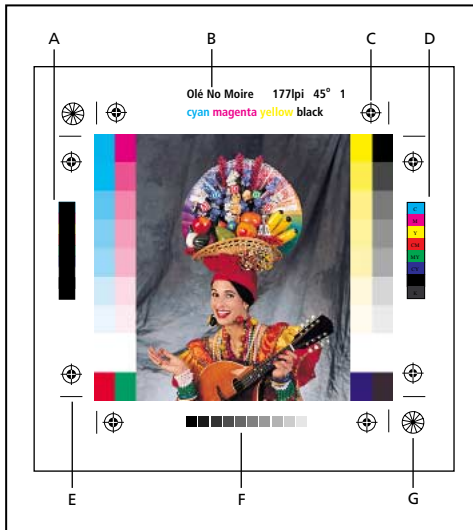 A B C D
Olé No Moire 177lpi 45° 1
cyan magenta yellow black
C
M
Y
E F G